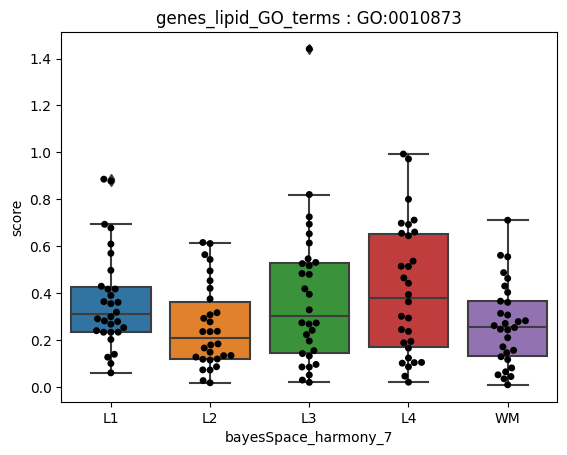 genes_lipid_GO_terms : GO:0010873
score
1.4
1.2
1.0
0.8
0.6
0.4
0.2
0.0
L1 L2 L3 L4 WM
bayesSpace_harmony_7